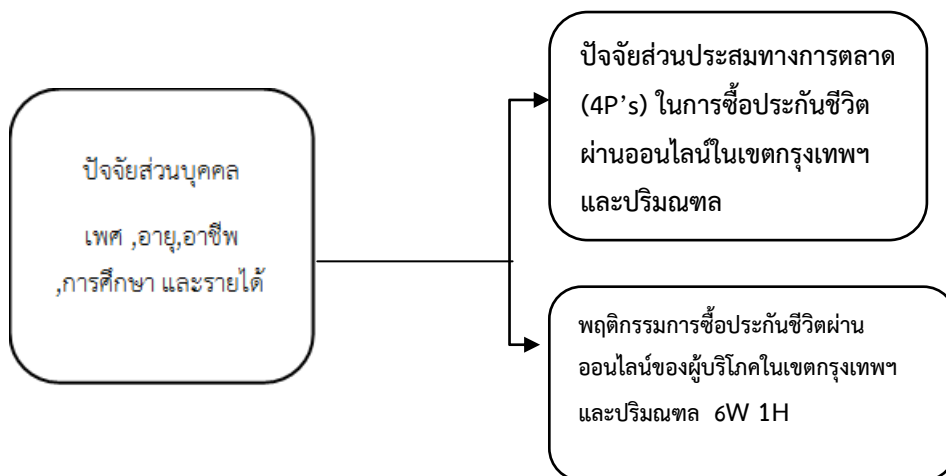 ปัจจัยส่วนบุคคล
เพศ ,อายุ,อาชีพ
,การศึกษา และรายได้
ปัจจัยส่วนประสมทางการตลาด
(4P's) ในการซื้อประกันชีวิต
ผ่านออนไลน์ในเขตกรุงเทพฯ
และปริมณฑล
พฤติกรรมการซื้อประกันชีวิตผ่าน
ออนไลน์ของผู้บริโภคในเขตกรุงเทพฯ
และปริมณฑล 6W 1H